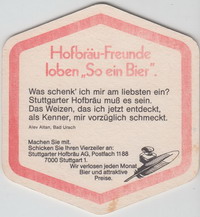 Hofbräu-Freunde
loben „So ein Bier".
Was schenk' ich mir am liebsten ein?
Stuttgarter Hofbräu muß es sein.
Das Weizen, das ich jetzt entdeckt,
als Kenner, mir vorzüglich schmeckt.
Alex Allan, Bad Urach
Machen Sie mit.
Schicken Sie Ihren Vierzeiler an:
Stuttgarter Hofbräu AG, Postfach 1188
7000 Stuttgart 1.
Wir verlosen jeden Monat
Bier und attraktive
Preise.